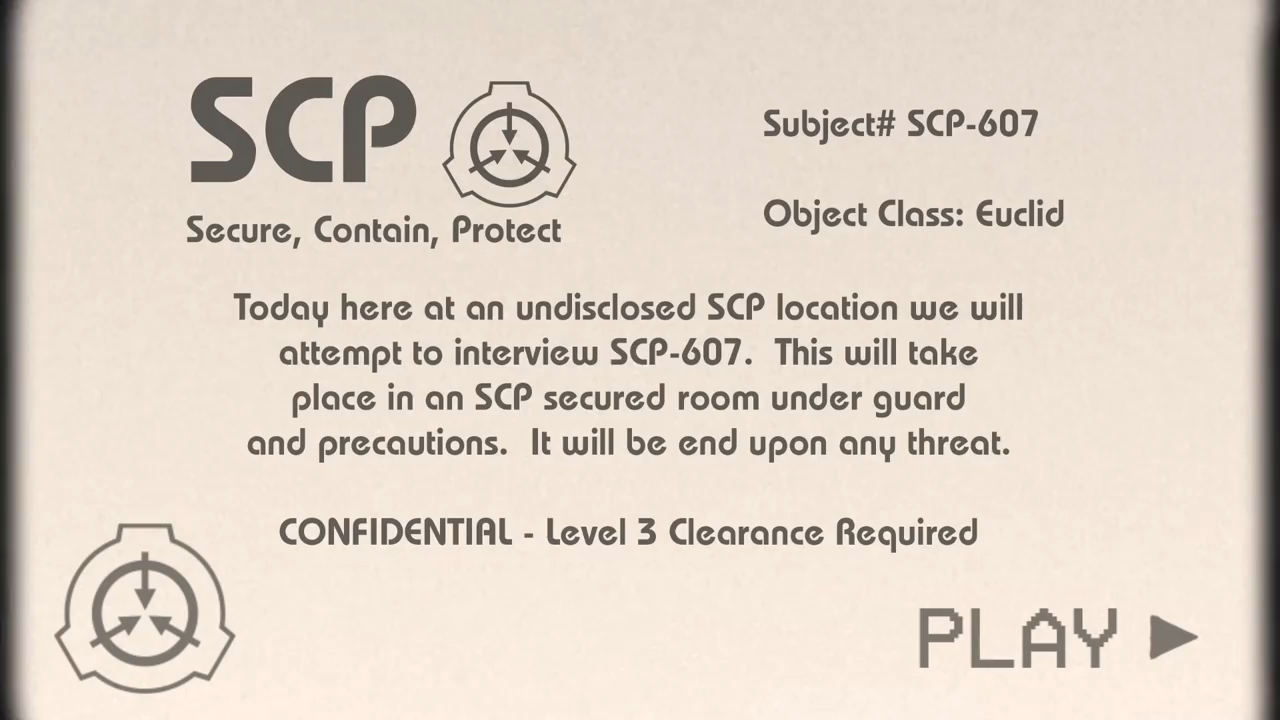 SCP
Secure, Contain, Protect
Subject# SCP-607
Object Class: Euclid
Today here at an undisclosed SCP location we will
attempt to interview SCP-607. This will take
place in an SCP secured room under guard
and precautions. It will be end upon any threat.
CONFIDENTIAL - Level 3 Clearance Required
PLAY